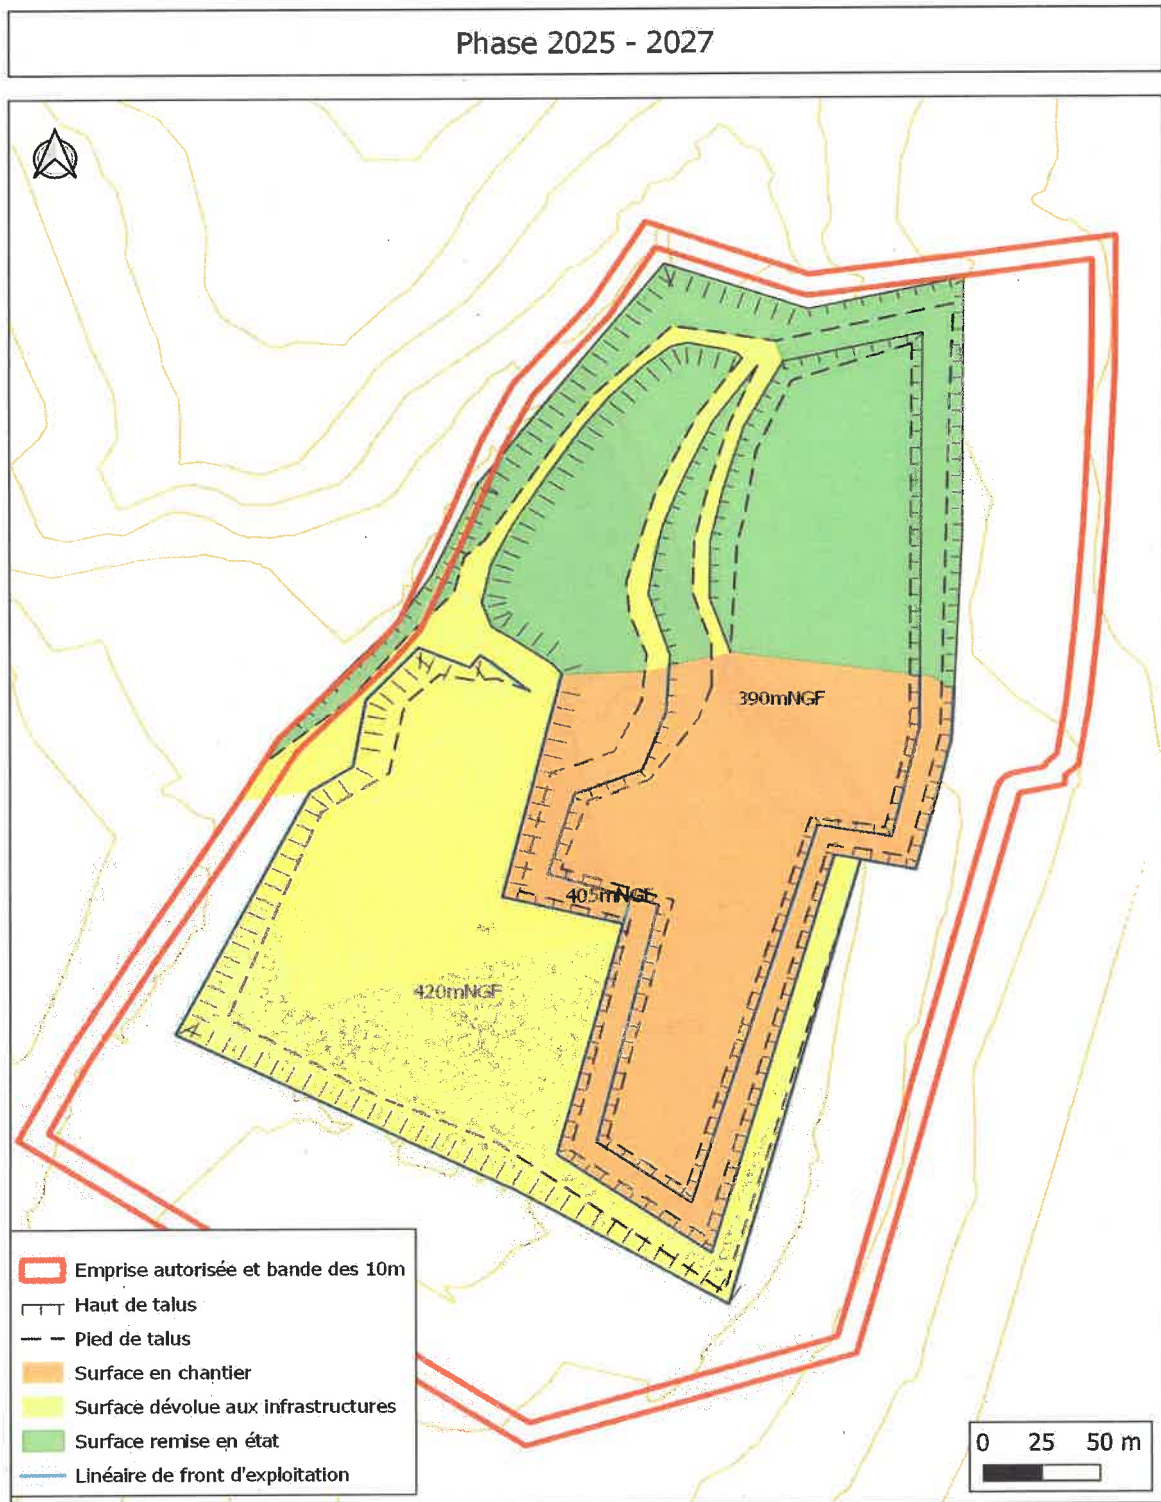 Phase 2025 - 2027
390mNGF
405mNGF
420mNGF
Emprise autorisée et bande des 10m
Haut de talus
Pied de talus
Surface en chantier
Surface dévolue aux infrastructures
Surface remise en état
Linéaire de front d'exploitation
0 25 50 m